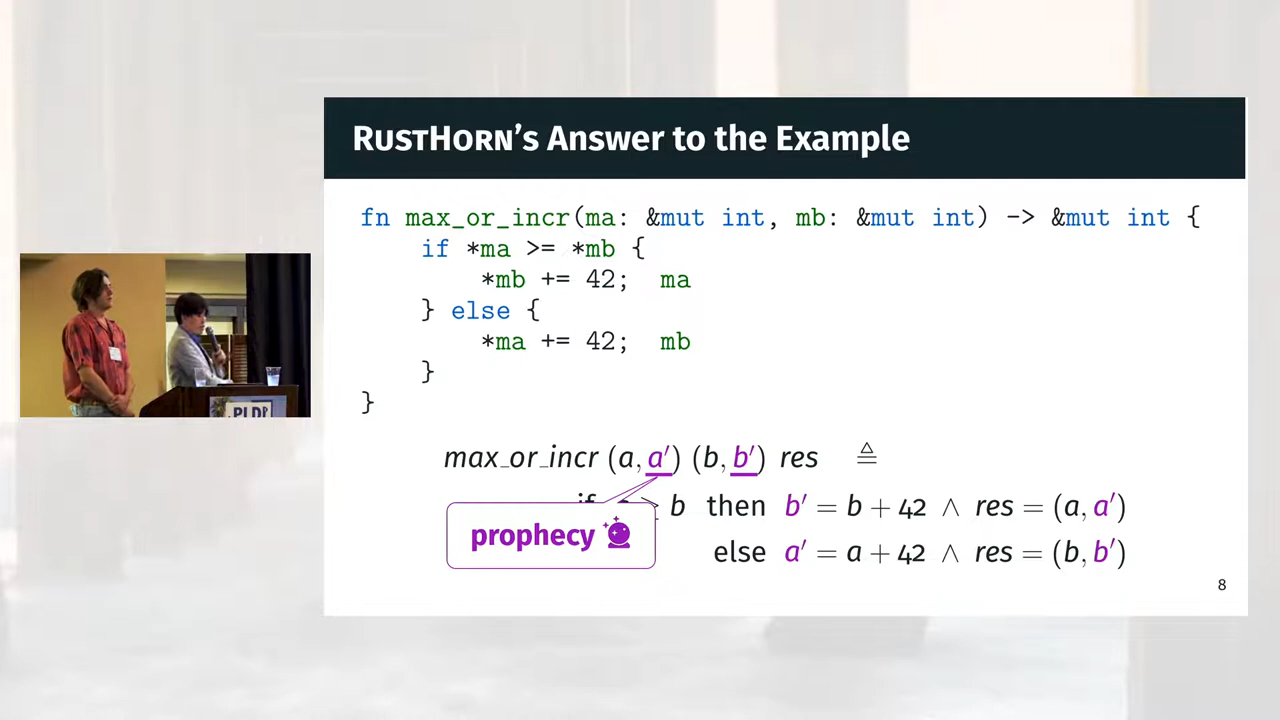 RUSTHORN's Answer to the Example
fn max_or_incr(ma: &mut int, mb: &mut int) -> &mut int {
if *ma >= *mb {
*mb += 42; ma
} else {
*ma += 42; mb
}
}
max_or_incr (a, a′) (b, b′) res ≜
if b then b′ = b + 42 ∧ res = (a, a′)
prophecy
else a′ = a + 42 ∧ res = (b, b′)
8
PLDI